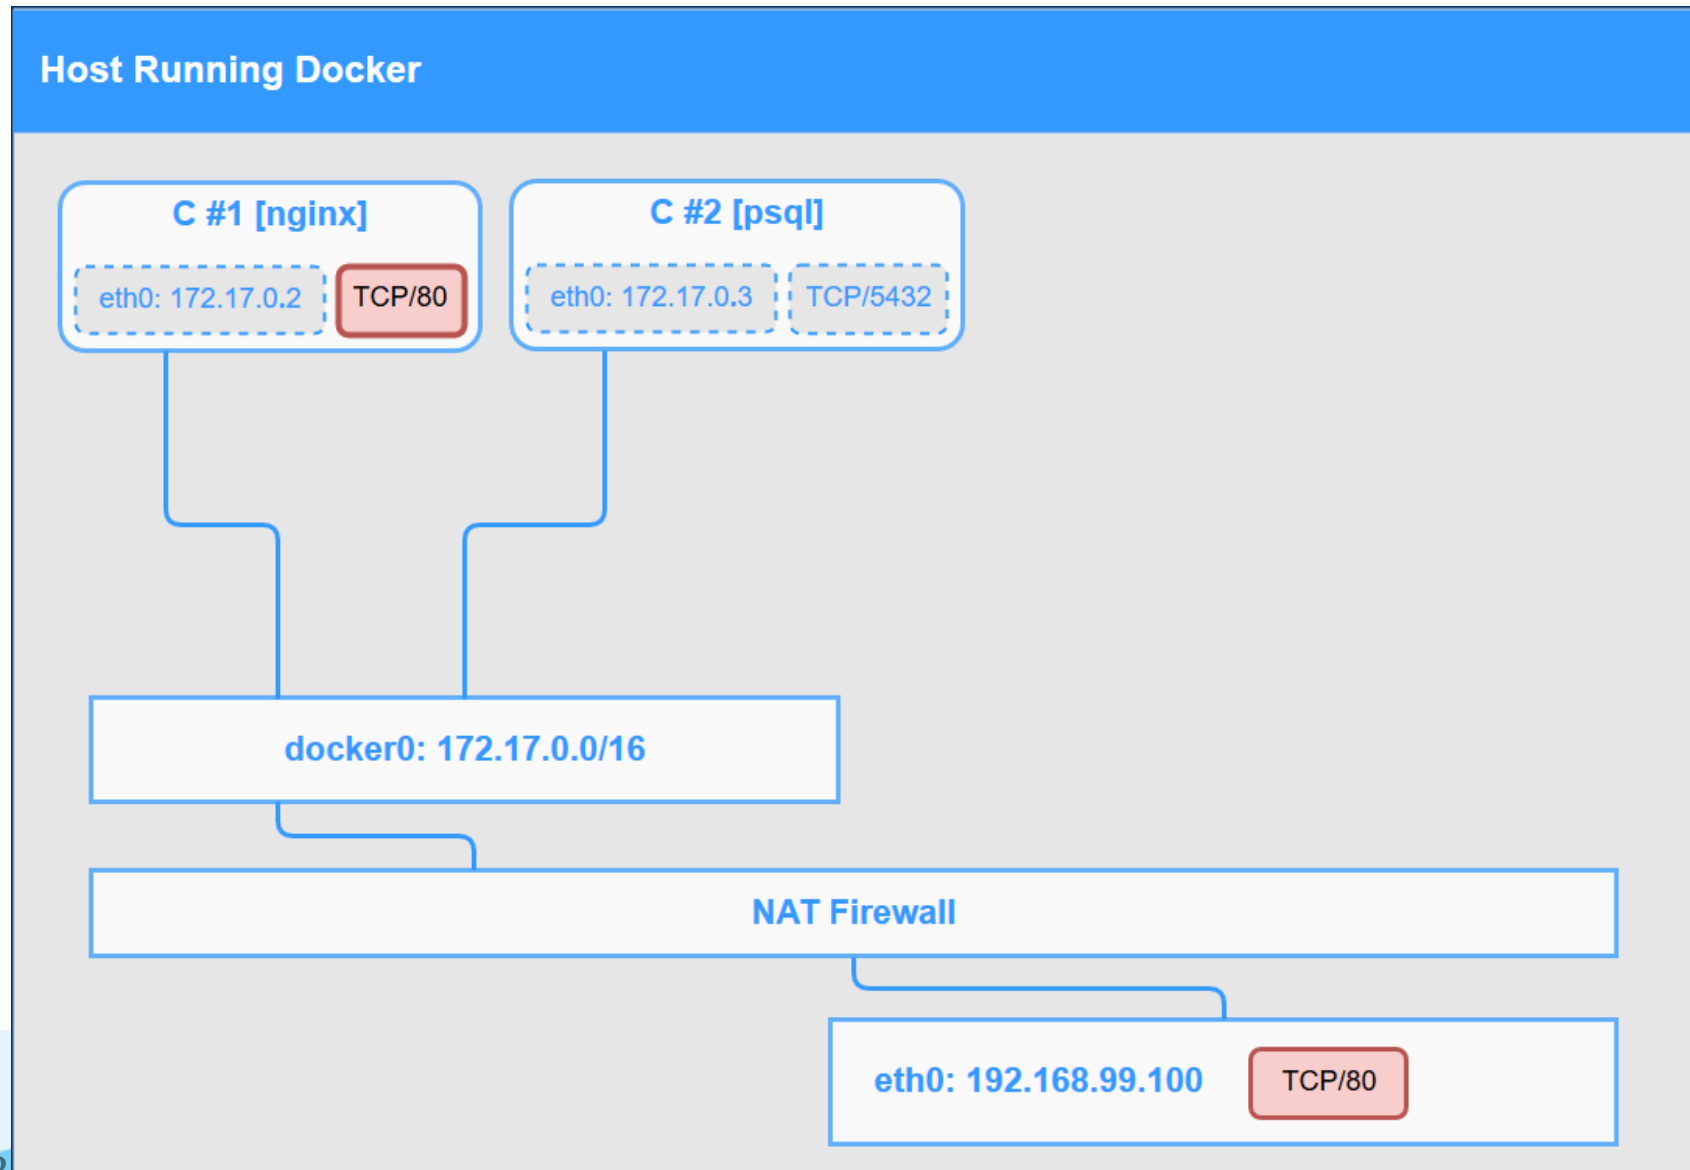 Host Running Docker
C #1 [nginx]
eth0: 172.17.0.2
TCP/80
C #2 [psql]
eth0: 172.17.0.3
TCP/5432
docker0: 172.17.0.0/16
NAT Firewall
eth0: 192.168.99.100
TCP/80